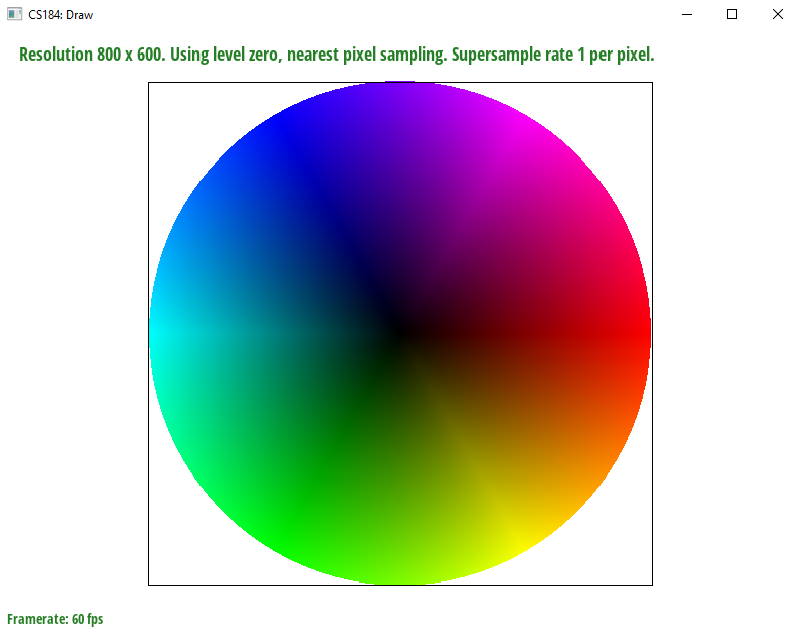 CS184: Draw
Resolution 800 x 600. Using level zero, nearest pixel sampling. Supersample rate 1 per pixel.
Framerate: 60 fps